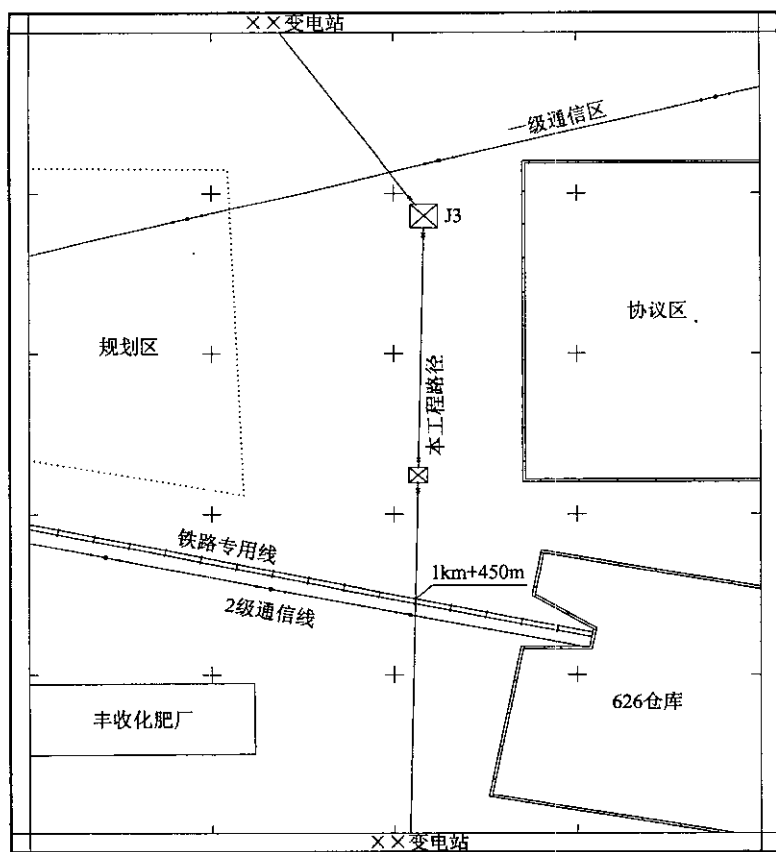 ××变电站
一级通信区
J3
协议区
规划区
本工程路径
铁路专用线
1km+450m
2级通信线
626仓库
丰收化肥厂
××变电站